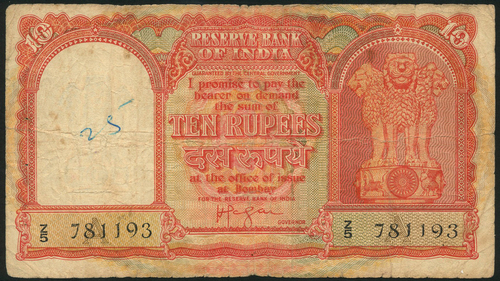 10
10
RESERVE BANK
OF INDIA
GUARANTEED BY THE CENTRAL GOVERNMENT
I promise to pay the
bearer on demand
the sum of
TEN RUPEES
दस रूपये
at the office of issue
at Bombay
FOR THE RESERVE BANK OF INDIA
GOVERNOR
25
Z/5 781193
Z/5 781193